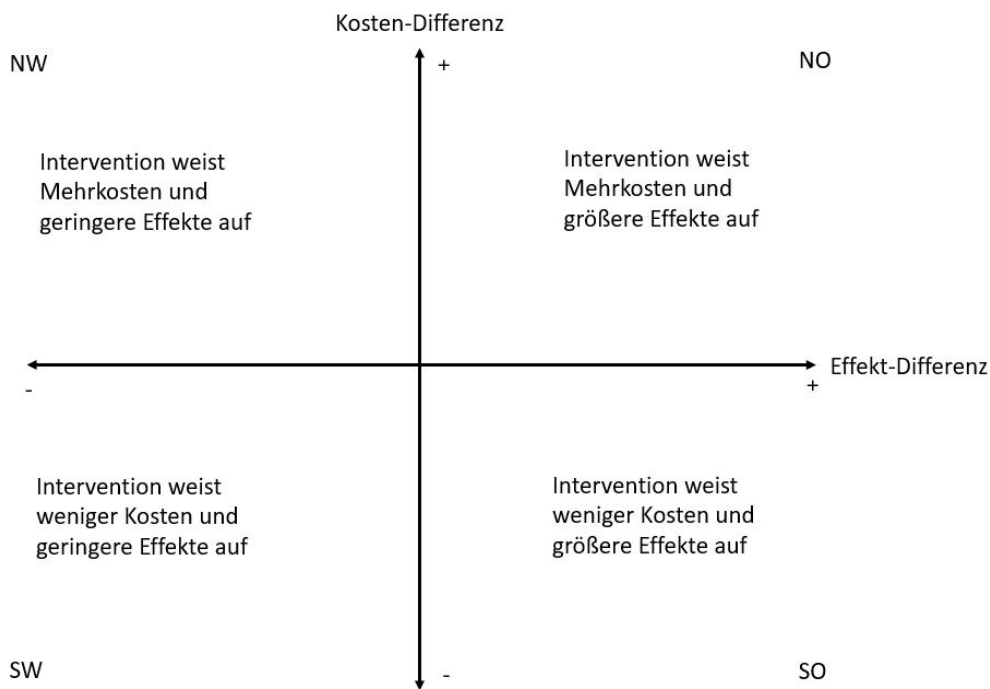 Kosten-Differenz
NW
+
NO
Intervention weist
Mehrkosten und
geringere Effekte auf
Intervention weist
Mehrkosten und
größere Effekte auf
Effekt-Differenz
-
+
Intervention weist
weniger Kosten und
geringere Effekte auf
Intervention weist
weniger Kosten und
größere Effekte auf
SW
-
SO